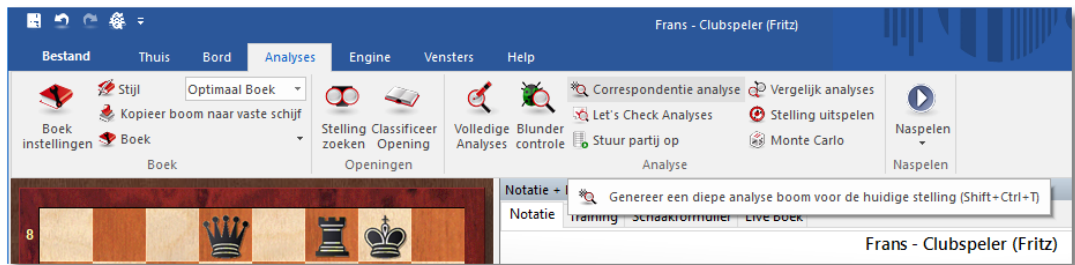 Frans - Clubspeler (Fritz)
Bestand Thuis Bord Analyses Engine Vensters Help
Stijl Optimaal Boek
Kopieer boom naar vaste schijf
Boek
Boek
instellingen
Boek
Stelling
zoeken
Classificeer
Opening
Openingen
Volledige
Analyses
Blunder
controle
Correspondentie analyse
Let's Check Analyses
Stuur partij op
Vergelijk analyses
Stelling uitspelen
Monte Carlo
Analyse
Naspelen
Naspelen
Notatie +
Genereer een diepe analyse boom voor de huidige stelling (Shift+Ctrl+T)
Notatie Training Schaakformulier Live Boek
8
Frans - Clubspeler (Fritz)